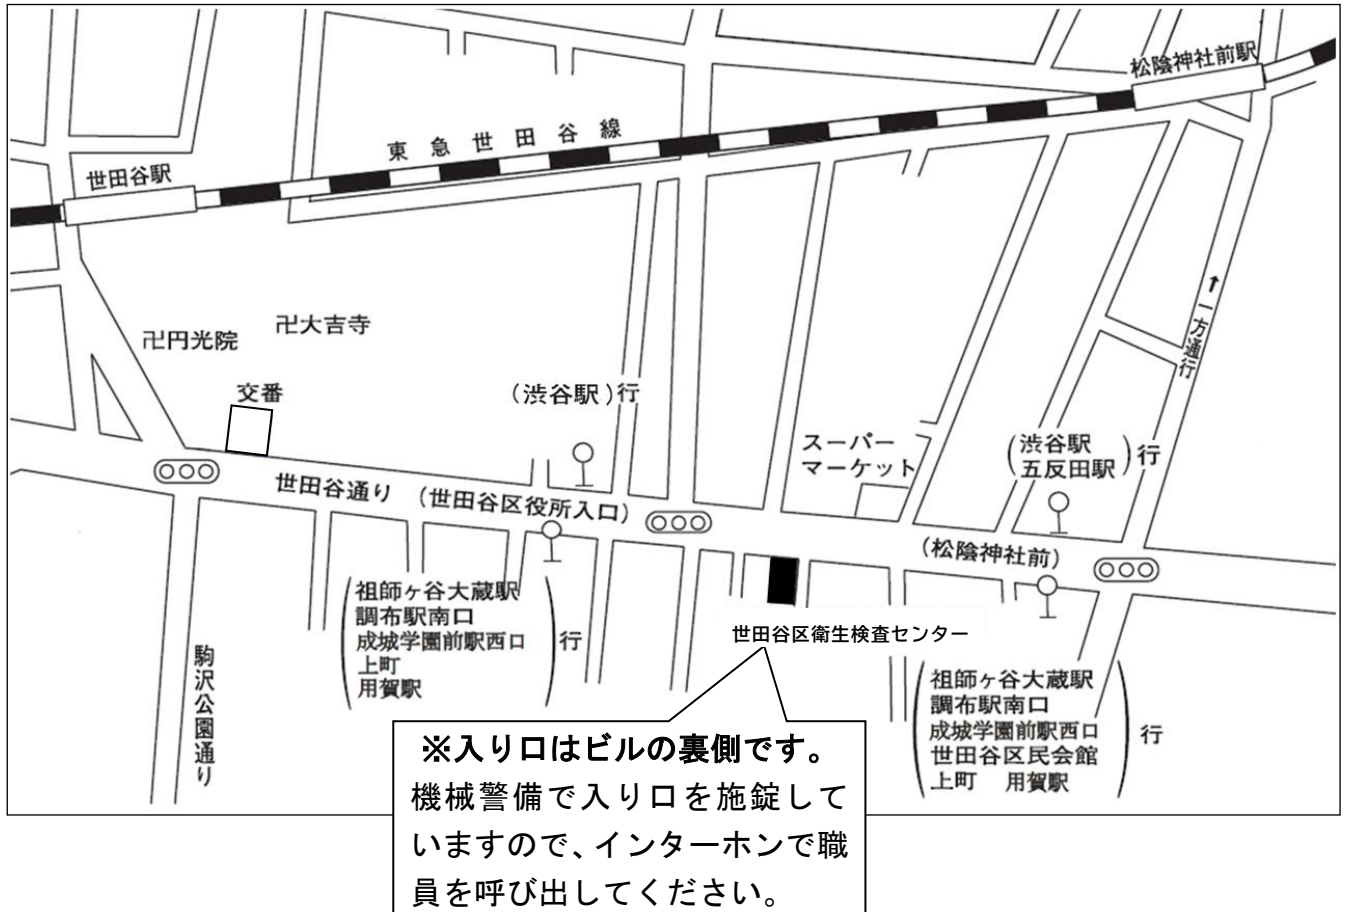 松陰神社前駅
東急世田谷線
世田谷駅
↑一方通行
卍円光院
卍大吉寺
交番
(渋谷駅)行
スーパー
マーケット
(渋谷駅
五反田駅)行
世田谷通り (世田谷区役所入口)
(松陰神社前)
(祖師ヶ谷大蔵駅
調布駅南口
成城学園前駅西口
上町
用賀駅)行
世田谷区衛生検査センター
駒沢公園通り
(祖師ヶ谷大蔵駅
調布駅南口
成城学園前駅西口
世田谷区民会館
上町 用賀駅)行
※入り口はビルの裏側です。
機械警備で入り口を施錠して
いますので、インターホンで職
員を呼び出してください。